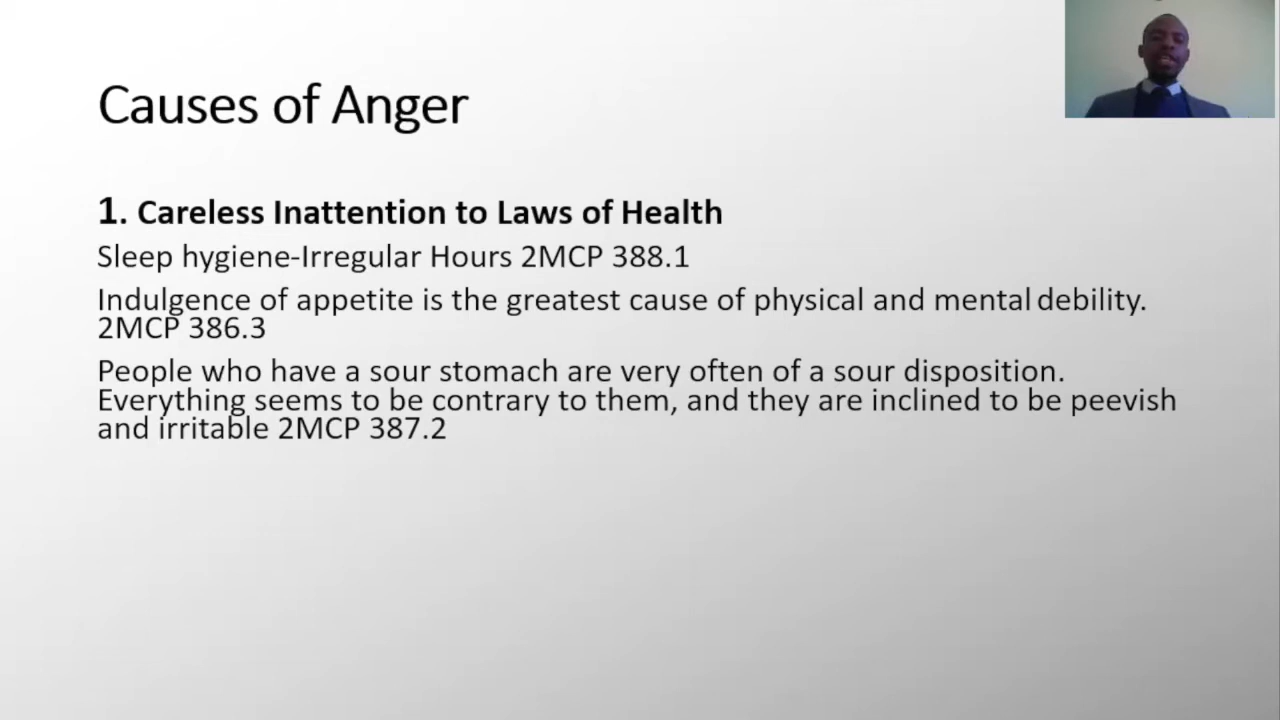 Causes of Anger
1. Careless Inattention to Laws of Health
Sleep hygiene-Irregular Hours 2MCP 388.1
Indulgence of appetite is the greatest cause of physical and mental debility.
2MCP 386.3
People who have a sour stomach are very often of a sour disposition.
Everything seems to be contrary to them, and they are inclined to be peevish
and irritable 2MCP 387.2